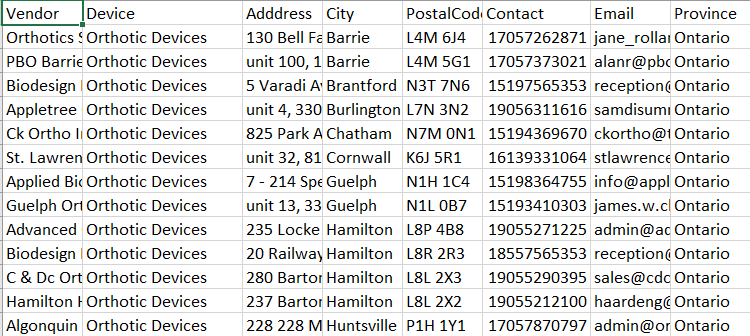 Vendor Device Adddress City PostalCode Contact Email Province
Orthotics S Orthotic Devices 130 Bell Fa Barrie L4M 6J4 17057262871 jane_rollar Ontario
PBO Barrie Orthotic Devices unit 100, 1 Barrie L4M 5G1 17057373021 alanr@pbo Ontario
Biodesign Orthotic Devices 5 Varadi Av Brantford N3T 7N6 15197565353 reception@ Ontario
Appletree Orthotic Devices unit 4, 330 Burlington L7N 3N2 19056311616 samdisum Ontario
Ck Ortho In Orthotic Devices 825 Park A Chatham N7M 0N1 15194369670 ckortho@t Ontario
St. Lawren Orthotic Devices unit 32, 81 Cornwall K6J 5R1 16139331064 stlawrence Ontario
Applied Bio Orthotic Devices 7 - 214 Spe Guelph N1H 1C4 15198364755 info@appl Ontario
Guelph Ort Orthotic Devices unit 13, 33 Guelph N1L 0B7 15193410303 james.w.cl Ontario
Advanced Orthotic Devices 235 Locke Hamilton L8P 4B8 19055271225 admin@ad Ontario
Biodesign Orthotic Devices 20 Railway Hamilton L8R 2R3 18557565353 reception@ Ontario
C & Dc Ort Orthotic Devices 280 Barton Hamilton L8L 2X3 19055290395 sales@cdc Ontario
Hamilton H Orthotic Devices 237 Barton Hamilton L8L 2X2 19055212100 haardeng@ Ontario
Algonquin Orthotic Devices 228 228 M Huntsville P1H 1Y1 17057870797 admin@or Ontario